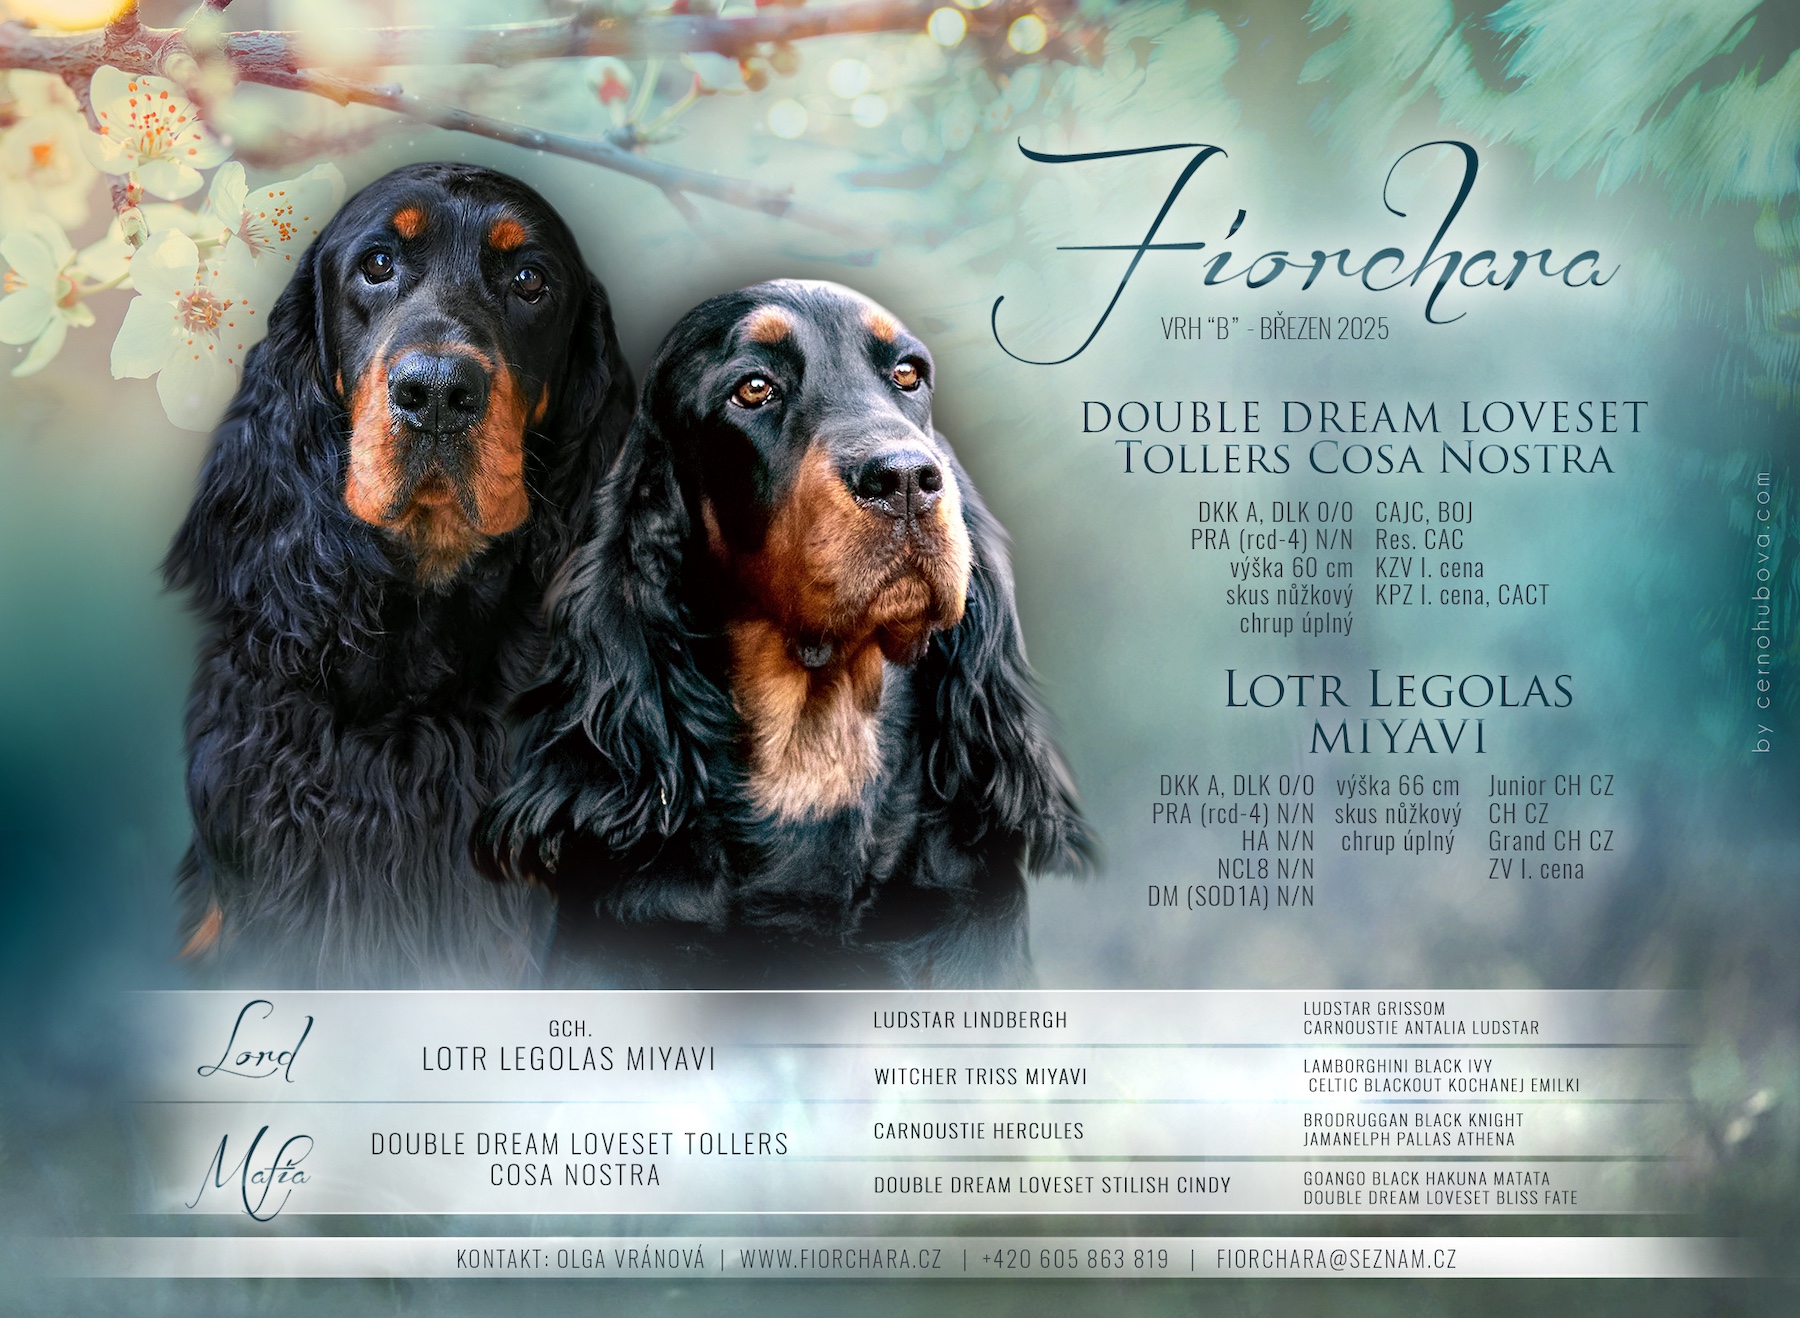 Fiorchara
VRH “B” - BŘEZEN 2025
DOUBLE DREAM LOVESET
TOLLERS COSA NOSTRA
DKK A, DLK 0/0 CAJC, BOJ
PRA (rcd-4) N/N Res. CAC
výška 60 cm KZV I. cena
skus nůžkový KPZ I. cena, CACT
chrup úplný
LOTR LEGOLAS
MIYAVI
DKK A, DLK 0/0 výška 66 cm Junior CH CZ
PRA (rcd-4) N/N skus nůžkový CH CZ
HA N/N chrup úplný Grand CH CZ
NCL8 N/N ZV I. cena
DM (SOD1A) N/N
by cernohubova.com
Lord
GCH.
LOTR LEGOLAS MIYAVI
LUDSTAR LINDBERGH
LUDSTAR GRISSOM
CARNOUSTIE ANTALIA LUDSTAR
WITCHER TRISS MIYAVI
LAMBORGHINI BLACK IVY
CELTIC BLACKOUT KOCHANEJ EMILKI
Mafia
DOUBLE DREAM LOVESET TOLLERS
COSA NOSTRA
CARNOUSTIE HERCULES
BRODRUGGAN BLACK KNIGHT
JAMANELPH PALLAS ATHENA
DOUBLE DREAM LOVESET STILISH CINDY
GOANGO BLACK HAKUNA MATATA
DOUBLE DREAM LOVESET BLISS FATE
KONTAKT: OLGA VRÁNOVÁ | WWW.FIORCHARA.CZ | +420 605 863 819 | FIORCHARA@SEZNAM.CZ